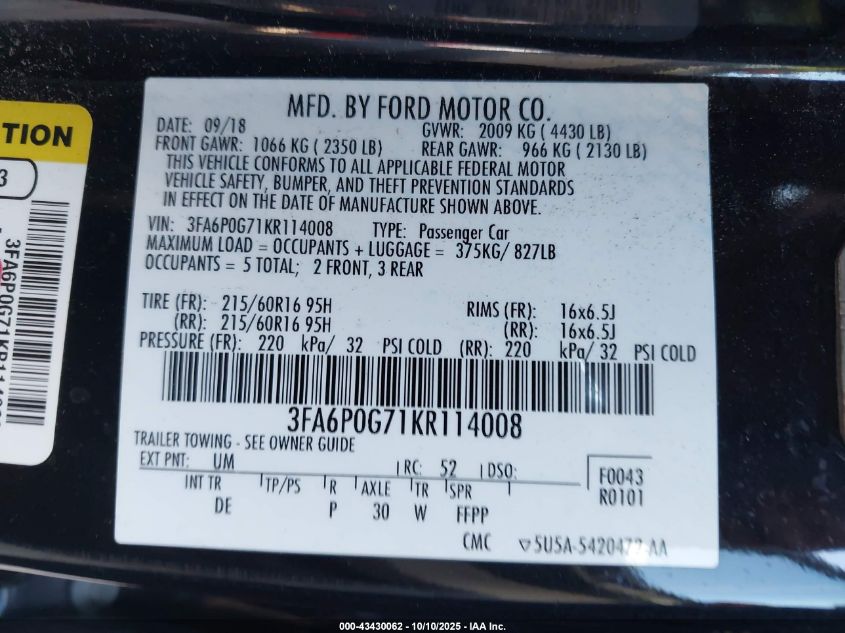 TION
3
3FA6P0G71KR1140
MFD. BY FORD MOTOR CO.
DATE: 09/18 GVWR: 2009 KG ( 4430 LB)
FRONT GAWR: 1066 KG ( 2350 LB) REAR GAWR: 966 KG ( 2130 LB)
THIS VEHICLE CONFORMS TO ALL APPLICABLE FEDERAL MOTOR
VEHICLE SAFETY, BUMPER, AND THEFT PREVENTION STANDARDS
IN EFFECT ON THE DATE OF MANUFACTURE SHOWN ABOVE.
VIN: 3FA6P0G71KR114008 TYPE: Passenger Car
MAXIMUM LOAD = OCCUPANTS + LUGGAGE = 375KG/ 827LB
OCCUPANTS = 5 TOTAL; 2 FRONT, 3 REAR
TIRE (FR): 215/60R16 95H RIMS (FR): 16x6.5J
(RR): 215/60R16 95H (RR): 16x6.5J
PRESSURE (FR): 220 kPa/ 32 PSI COLD (RR): 220 kPa/ 32 PSI COLD
3FA6P0G71KR114008
TRAILER TOWING - SEE OWNER GUIDE
EXT PNT: UM RC: 52 DSO: F0043
INT TR TP/PS R AXLE TR SPR R0101
DE P 30 W FFPP
CMC ▽5U5A-5420472-AA
000-43430062 - 10/10/2025 - IAA Inc.